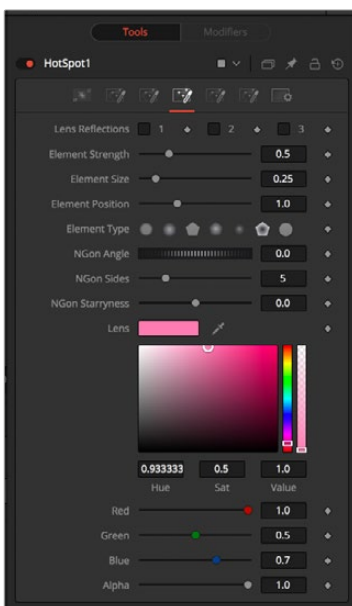 Tools Modifiers
HotSpot1
Lens Reflections 1 2 3
Element Strength 0.5
Element Size 0.25
Element Position 1.0
Element Type
NGon Angle 0.0
NGon Sides 5
NGon Starryness 0.0
Lens
0.933333 0.5 1.0
Hue Sat Value
Red 1.0
Green 0.5
Blue 0.7
Alpha 1.0